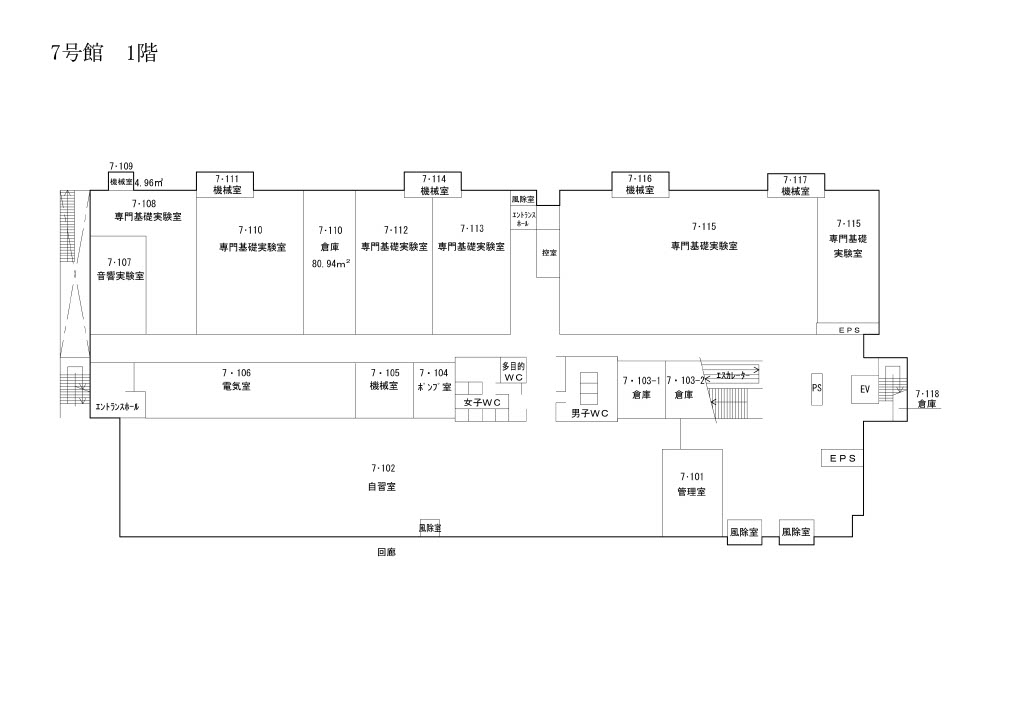 7号館　1階
7・109
機械室 4.96㎡
7・111
機械室
7・114
機械室
7・116
機械室
7・117
機械室
7・108
専門基礎実験室
7・107
音響実験室
7・110
専門基礎実験室
7・110
倉庫
80.94㎡
7・112
専門基礎実験室
7・113
専門基礎実験室
風除室
エントランス
ホール
控室
7・115
専門基礎実験室
7・115
専門基礎
実験室
EPS
7・106
電気室
7・105
機械室
7・104
ポンプ室
多目的
WC
女子WC
男子WC
7・103-1
倉庫
7・103-2
倉庫
エスカレーター
PS
EV
7・118
倉庫
エントランスホール
EPS
7・102
自習室
7・101
管理室
風除室
風除室
風除室
回廊